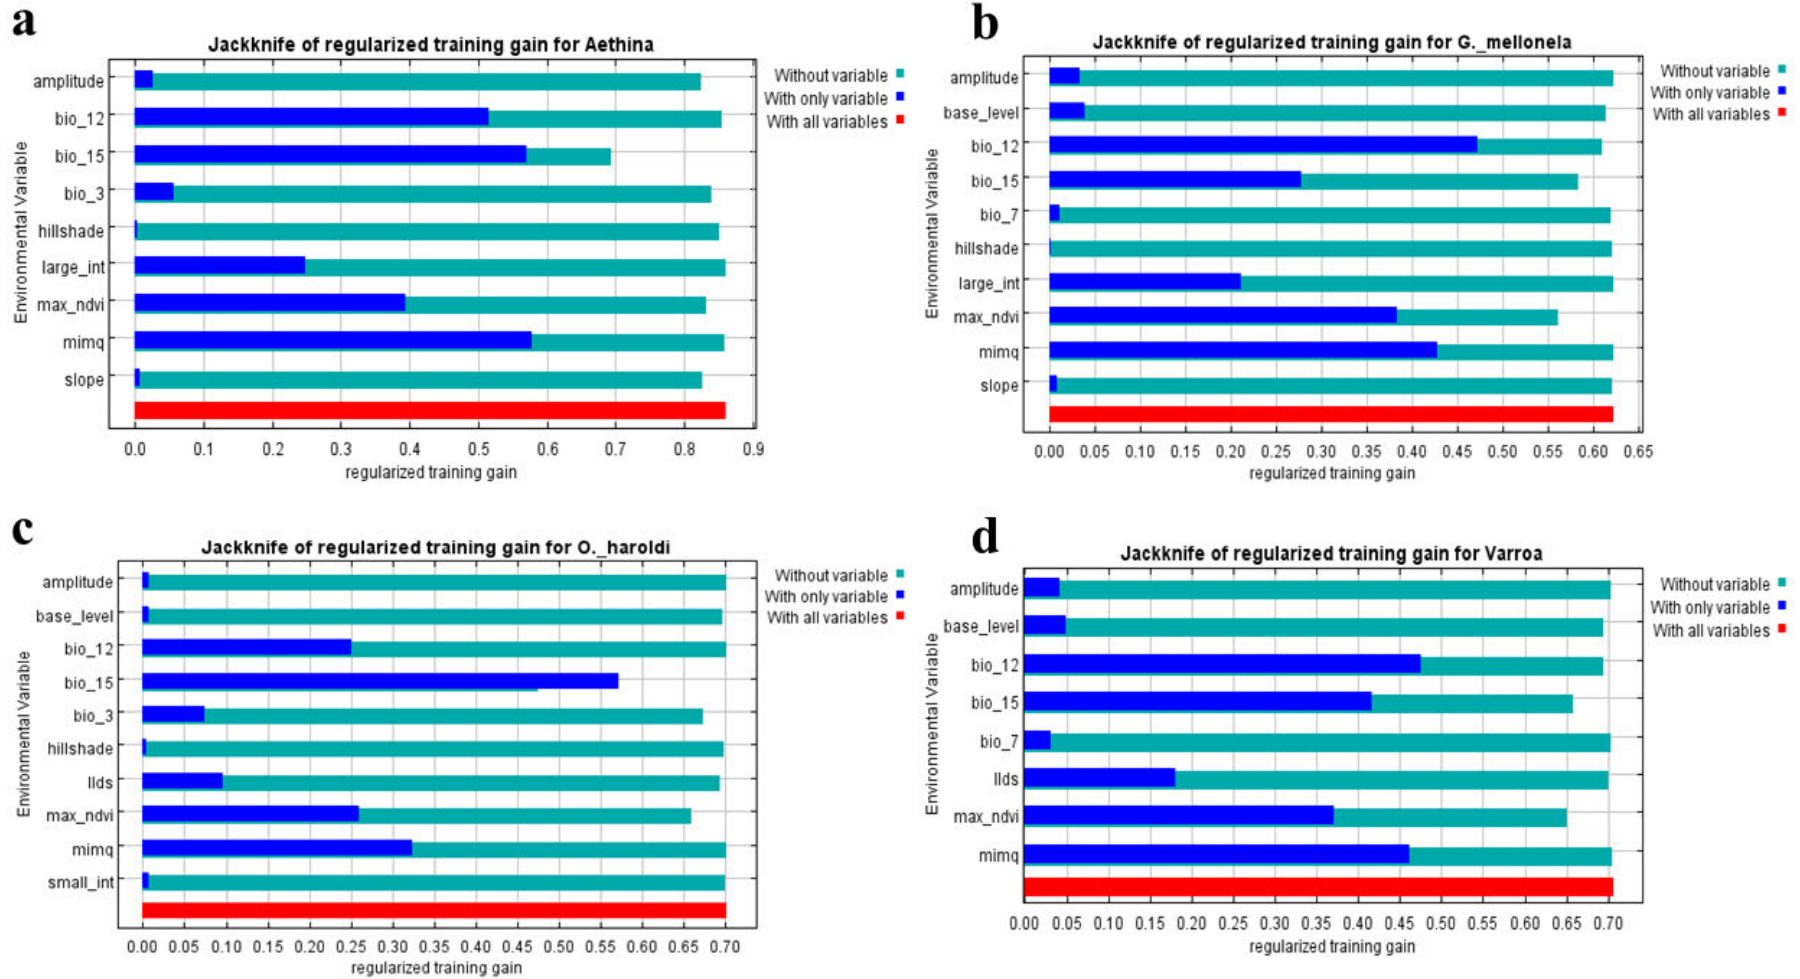 a
Jackknife of regularized training gain for Aethina
Environmental Variable
amplitude
bio_12
bio_15
bio_3
hillshade
large_int
max_ndvi
mimq
slope
0.0 0.1 0.2 0.3 0.4 0.5 0.6 0.7 0.8 0.9
regularized training gain
Without variable
With only variable
With all variables
b
Jackknife of regularized training gain for G._mellonela
Environmental Variable
amplitude
base_level
bio_12
bio_15
bio_7
hillshade
large_int
max_ndvi
mimq
slope
0.00 0.05 0.10 0.15 0.20 0.25 0.30 0.35 0.40 0.45 0.50 0.55 0.60 0.65
regularized training gain
Without variable
With only variable
With all variables
c
Jackknife of regularized training gain for O._haroldi
Environmental Variable
amplitude
base_level
bio_12
bio_15
bio_3
hillshade
llds
max_ndvi
mimq
small_int
0.00 0.05 0.10 0.15 0.20 0.25 0.30 0.35 0.40 0.45 0.50 0.55 0.60 0.65 0.70
regularized training gain
Without variable
With only variable
With all variables
d
Jackknife of regularized training gain for Varroa
Environmental Variable
amplitude
base_level
bio_12
bio_15
bio_7
llds
max_ndvi
mimq
0.00 0.05 0.10 0.15 0.20 0.25 0.30 0.35 0.40 0.45 0.50 0.55 0.60 0.65 0.70
regularized training gain
Without variable
With only variable
With all variables